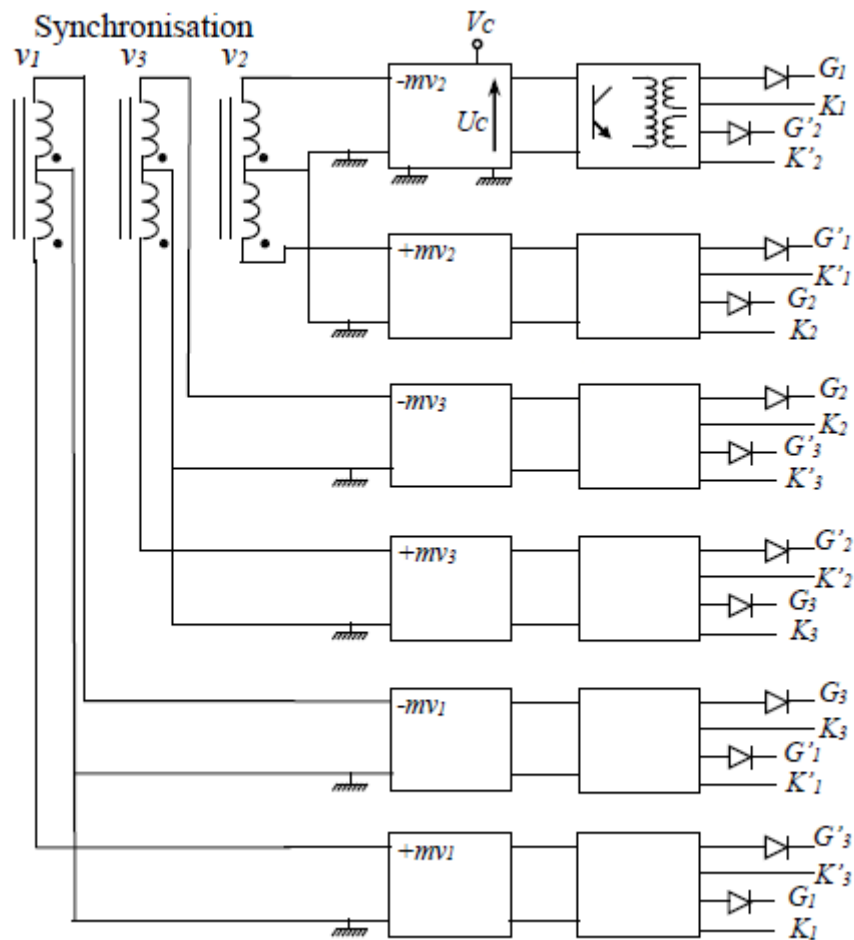 Synchronisation
v1 v3 v2
VC
-mv2
UC
G1
K1
G'2
K'2
+mv2
G'1
K'1
G2
K2
-mv3
G2
K2
G'3
K'3
+mv3
G'2
K'2
G3
K3
-mv1
G3
K3
G'1
K'1
+mv1
G'3
K'3
G1
K1